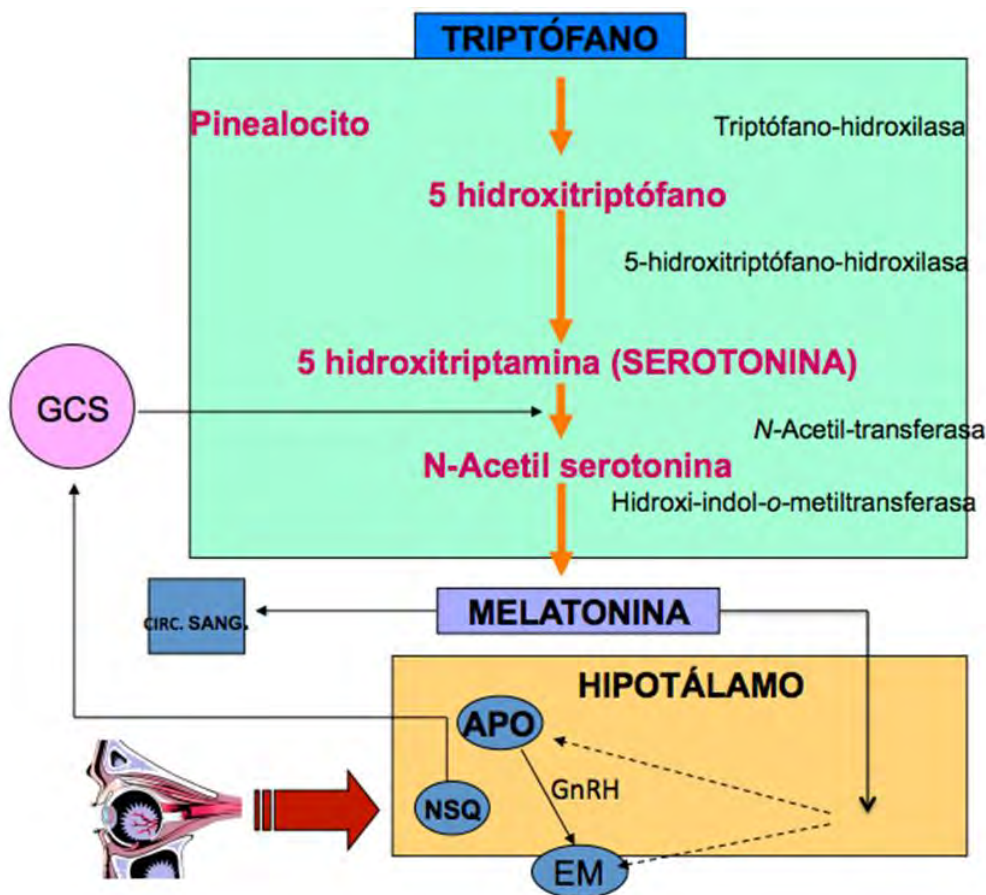 TRIPTÓFANO
Pinealocito
Triptófano-hidroxilasa
5 hidroxitriptófano
5-hidroxitriptófano-hidroxilasa
5 hidroxitriptamina (SEROTONINA)
GCS
N-Acetil-transferasa
N-Acetil serotonina
Hidroxi-indol-o-metiltransferasa
CIRC. SANG.
MELATONINA
HIPOTÁLAMO
APO
GnRH
NSQ
EM